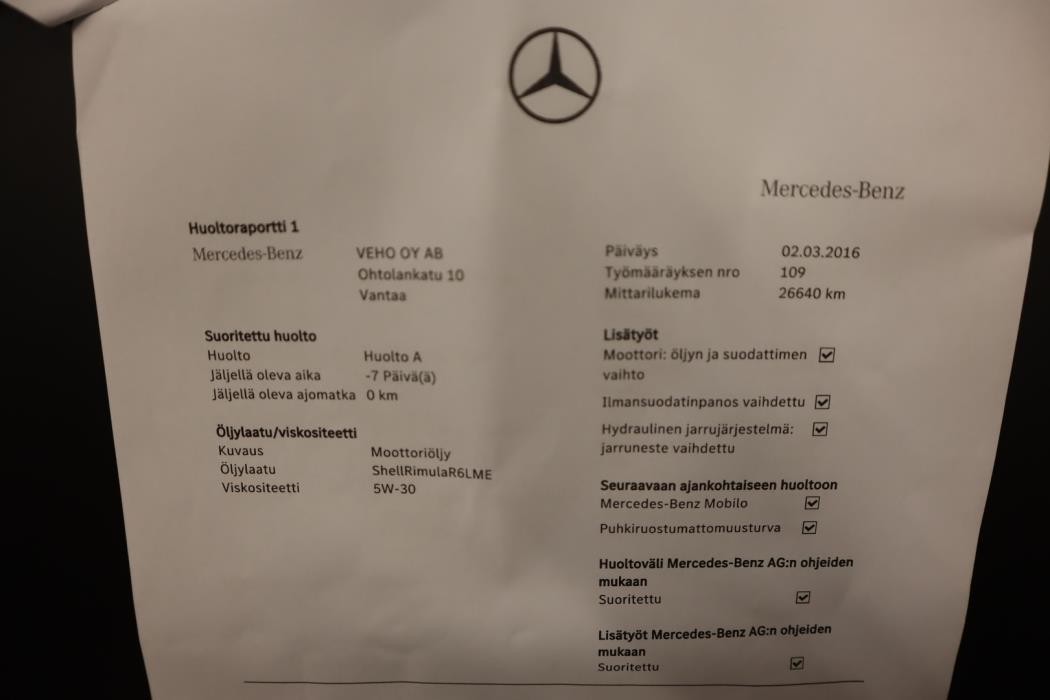 Mercedes-Benz
Huoltoraportti 1
Mercedes-Benz VEHO OY AB
Ohtolankatu 10
Vantaa
Päiväys 02.03.2016
Työmääräyksen nro 109
Mittarilukema 26640 km
Suoritettu huolto
Huolto Huolto A
Jäljellä oleva aika -7 Päivä(ä)
Jäljellä oleva ajomatka 0 km
Öljylaatu/viskositeetti
Kuvaus Moottoriöljy
Öljylaatu ShellRimulaR6LME
Viskositeetti 5W-30
Lisätyöt
Moottori: öljyn ja suodattimen
vaihto
Ilmansuodatinpanos vaihdettu
Hydraulinen jarrujärjestelmä:
jarruneste vaihdettu
Seuraavaan ajankohtaiseen huoltoon
Mercedes-Benz Mobilo
Puhkiruostumattomuusturva
Huoltoväli Mercedes-Benz AG:n ohjeiden
mukaan
Suoritettu
Lisätyöt Mercedes-Benz AG:n ohjeiden
mukaan
Suoritettu